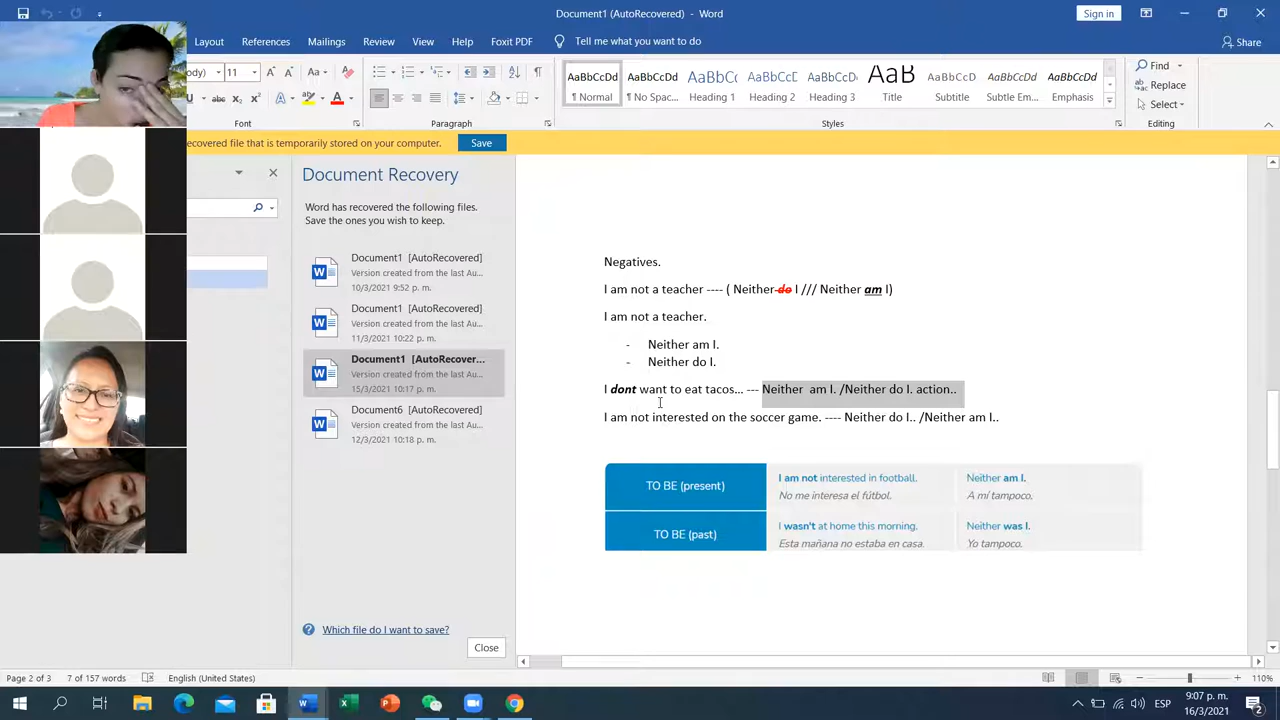 Document1 (AutoRecovered) - Word
Sign in
Layout References Mailings Review View Help Foxit PDF Tell me what you want to do
Share
ody) 11
AaBbCcDd AaBbCcDd AaBbCc AaBbCcD AaBbCcD AaB AaBbCcD AaBbCcDd AaBbCcDd
¶ Normal ¶ No Spac... Heading 1 Heading 2 Heading 3 Title Subtitle Subtle Em... Emphasis
Find
Replace
Select
Font Paragraph Styles Editing
ecovered file that is temporarily stored on your computer. Save
Document Recovery
Word has recovered the following files.
Save the ones you wish to keep.
Document1 [AutoRecovered]
Version created from the last Au...
10/3/2021 9:52 p. m.
Document1 [AutoRecovered]
Version created from the last Au...
11/3/2021 10:22 p. m.
Document1 [AutoRecover...
Version created from the last Au...
15/3/2021 10:17 p. m.
Document6 [AutoRecovered]
Version created from the last Au...
12/3/2021 10:18 p. m.
Which file do I want to save?
Close
Negatives.
I am not a teacher ---- ( Neither do I /// Neither am I)
I am not a teacher.
- Neither am I.
- Neither do I.
I dont want to eat tacos... --- Neither am I. /Neither do I. action..
I am not interested on the soccer game. ---- Neither do I.. /Neither am I..
TO BE (present) I am not interested in football. Neither am I.
No me interesa el fútbol. A mí tampoco.
TO BE (past) I wasn't at home this morning. Neither was I.
Esta mañana no estaba en casa. Yo tampoco.
Page 2 of 3 7 of 157 words English (United States) 110%
ESP 9:07 p. m.
16/3/2021
2